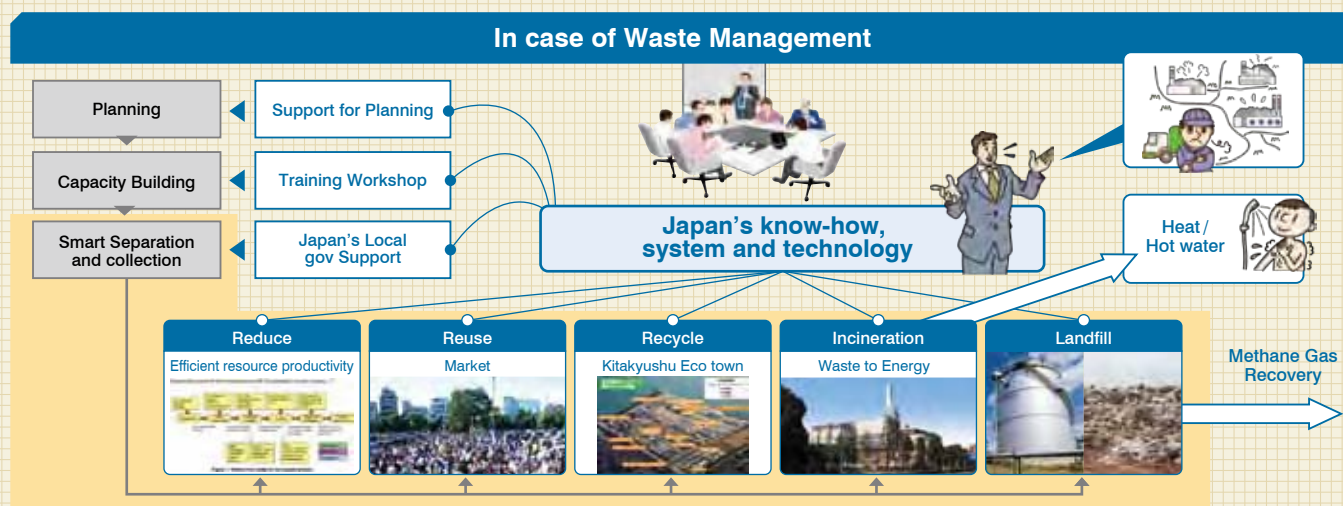 In case of Waste Management
Planning
Support for Planning
Capacity Building
Training Workshop
Smart Separation
and collection
Japan's Local
gov Support
Japan's know-how,
system and technology
Heat /
Hot water
Reduce
Efficient resource productivity
Reuse
Market
Recycle
Kitakyushu Eco town
Incineration
Waste to Energy
Landfill
Methane Gas
Recovery